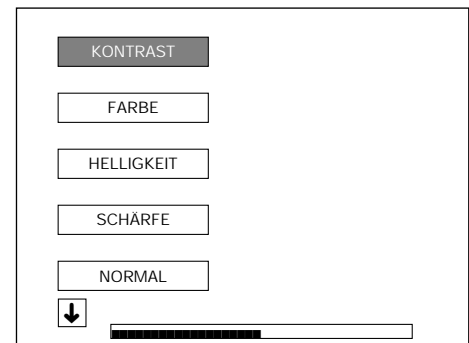 KONTRAST
FARBE
HELLIGKEIT
SCHÄRFE
NORMAL